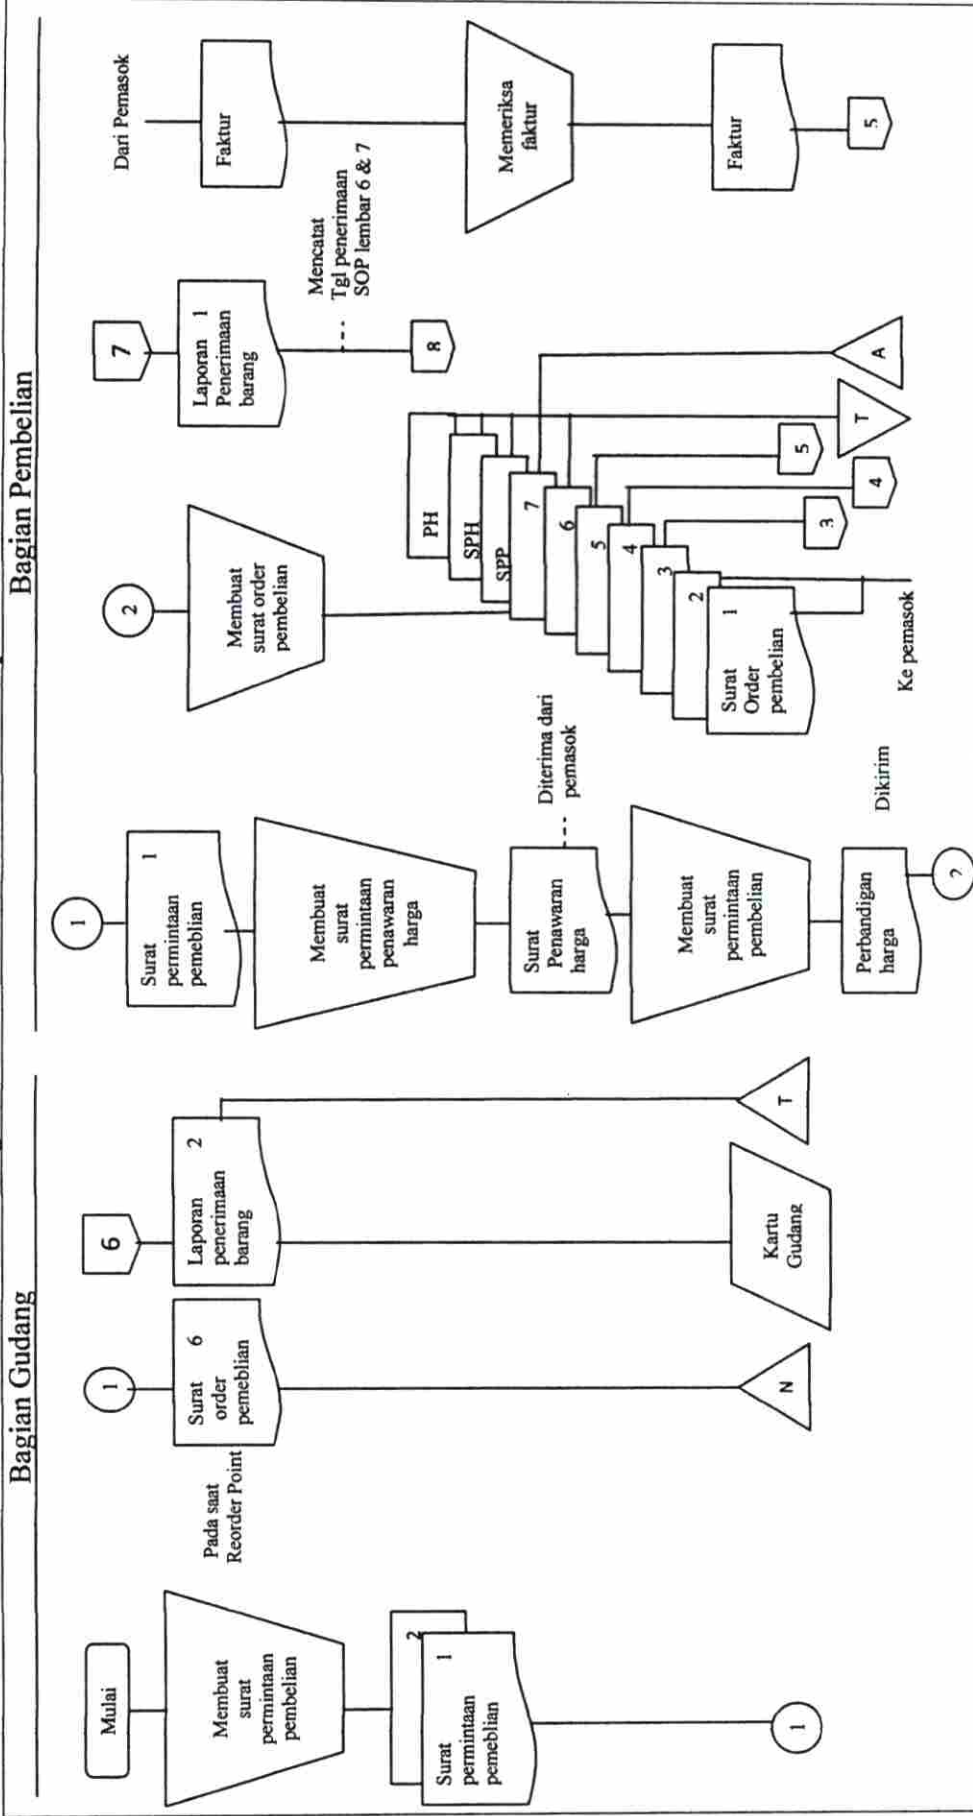 Bagian Gudang
Mulai
Membuat
surat
permintaan
pembelian
2
1
Surat
permintaan
pemeblian
1
Pada saat
Reorder Point
1
Surat 6
order
pemeblian
N
6
Laporan 2
penerimaan
barang
Kartu
Gudang
T
Bagian Pembelian
1
1
Surat
permintaan
pemeblian
Membuat
surat
permintaan
penawaran
harga
Surat
Penawaran
harga
Diterima dari
pemasok
Membuat
surat
permintaan
pembelian
Perbandigan
harga
?
Dikirim
2
Membuat
surat order
pembelian
PH
SPH
SPP
7
6
5
4
3
2
1
Surat
Order
pembelian
Ke pemasok
3
4
5
T
A
7
Laporan 1
Penerimaan
barang
Mencatat
Tgl penerimaan
SOP lembar 6 & 7
8
Dari Pemasok
Faktur
Memeriksa
faktur
Faktur
5